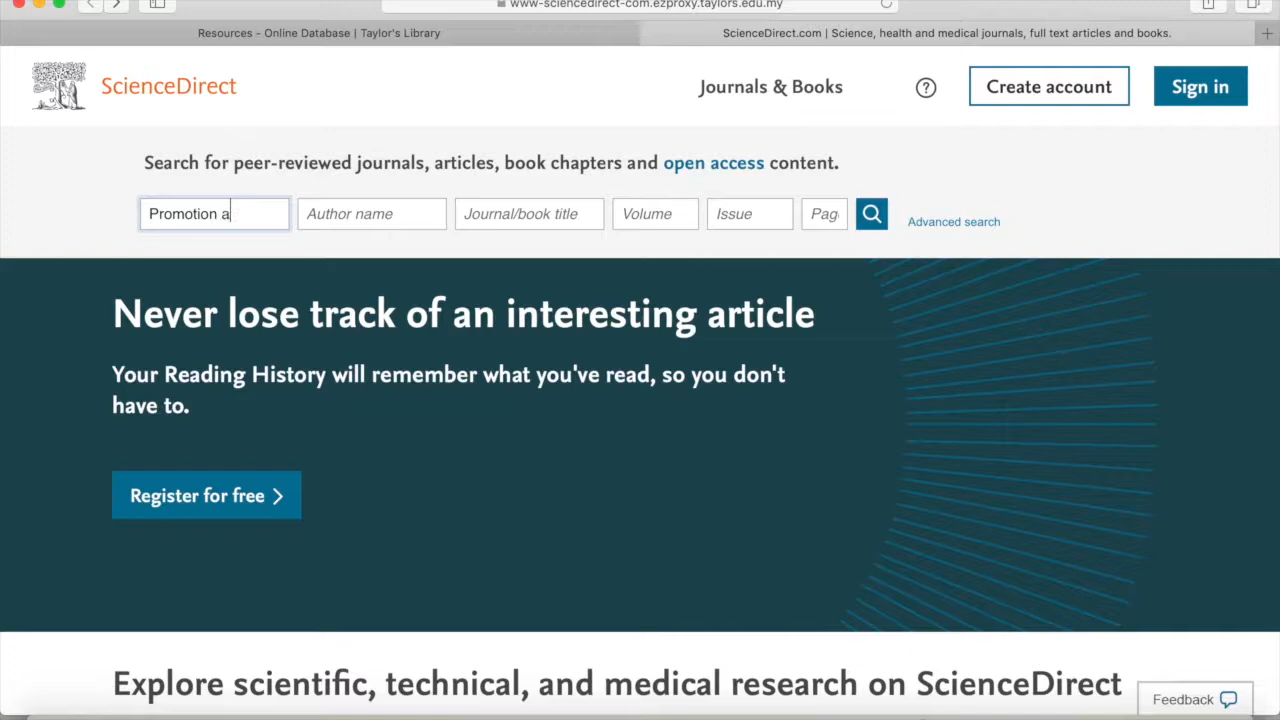 www-sciencedirect-com.ezproxy.taylors.edu.my
Resources - Online Database | Taylor's Library
ScienceDirect.com | Science, health and medical journals, full text articles and books.
ScienceDirect
Journals & Books
?
Create account
Sign in
Search for peer-reviewed journals, articles, book chapters and open access content.
Promotion a
Author name
Journal/book title
Volume
Issue
Pag
Advanced search
Never lose track of an interesting article
Your Reading History will remember what you've read, so you don't
have to.
Register for free
Explore scientific, technical, and medical research on ScienceDirect
Feedback